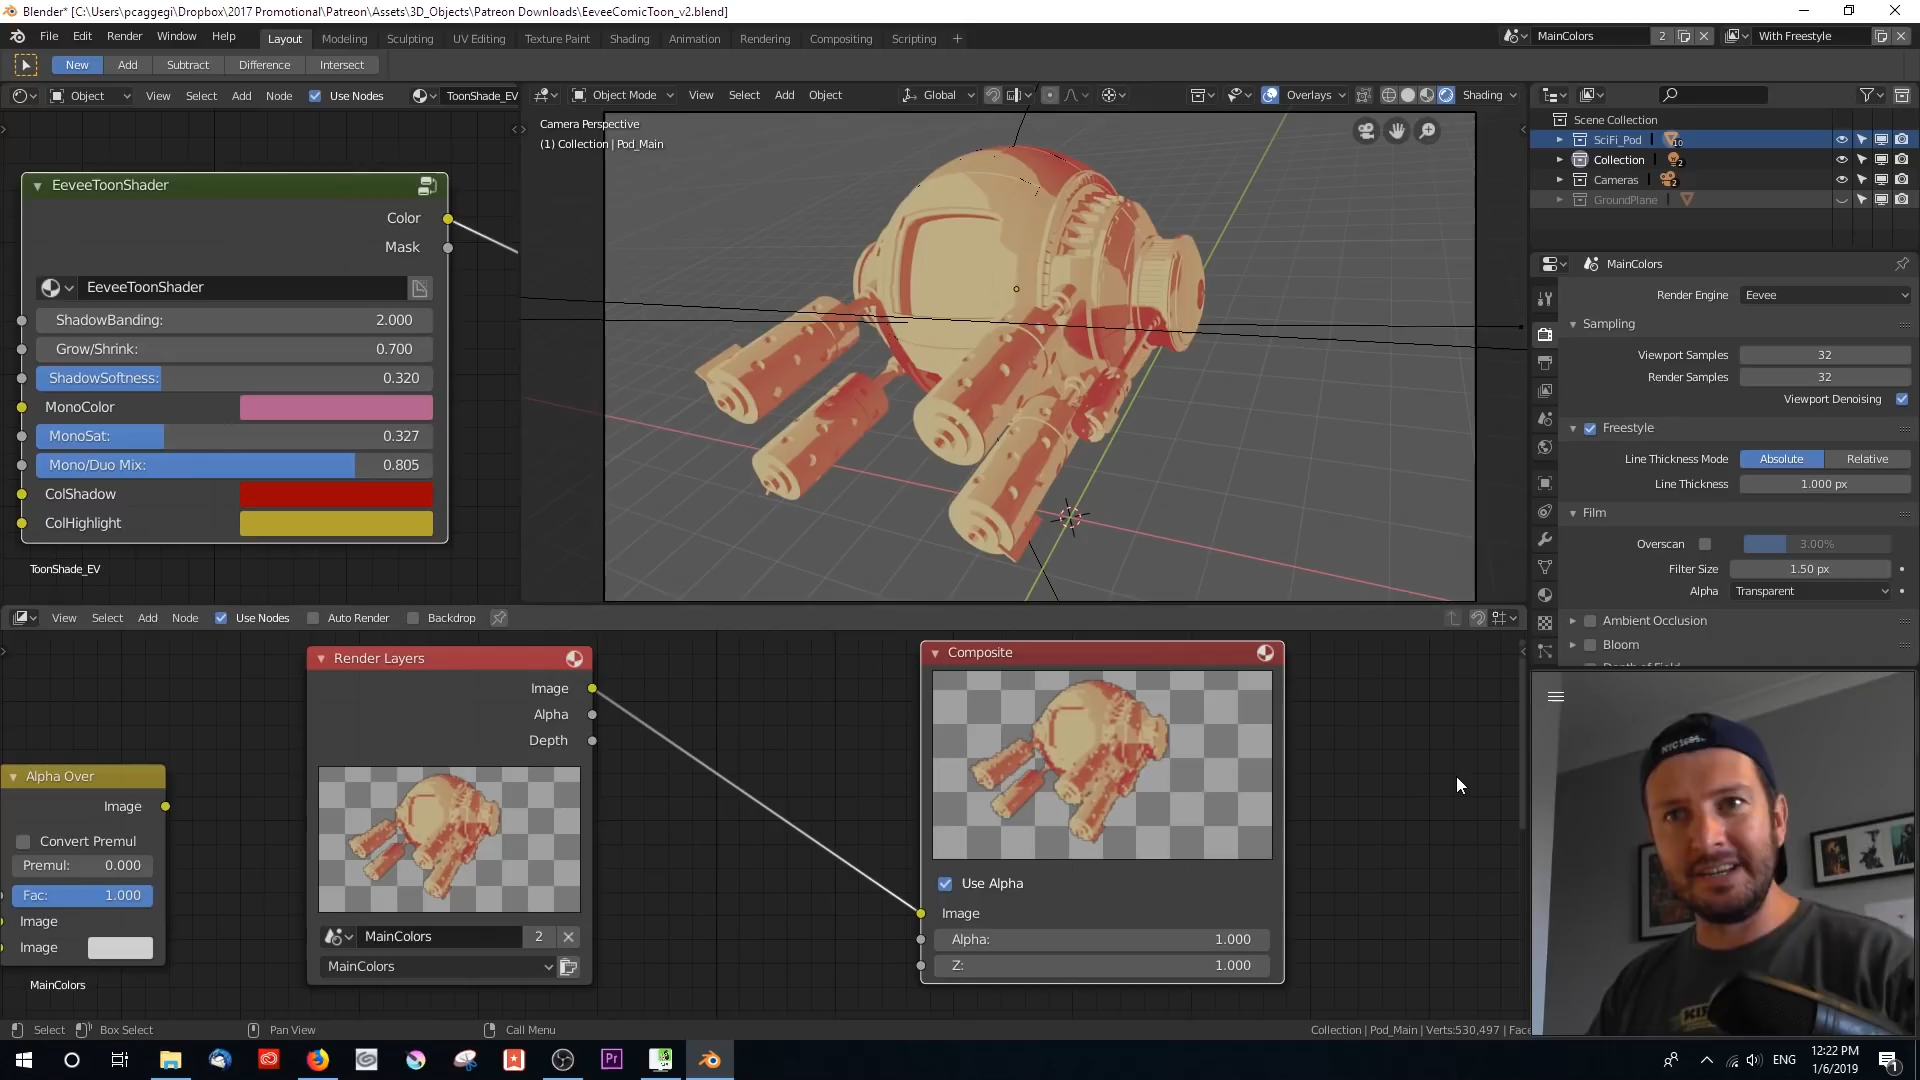 Blender* [C:\Users\pcaggegi\Dropbox\2017 Promotional\Patreon\Assets\3D_Objects\Patreon Downloads\EeveeComicToon_v2.blend]
File Edit Render Window Help Layout Modeling Sculpting UV Editing Texture Paint Shading Animation Rendering Compositing Scripting +
MainColors 2 With Freestyle
New Add Subtract Difference Intersect
Object View Select Add Node Use Nodes ToonShade_EV
Object Mode View Select Add Object Global Overlays Shading
Camera Perspective
(1) Collection | Pod_Main
EeveeToonShader
Color
Mask
EeveeToonShader
ShadowBanding: 2.000
Grow/Shrink: 0.700
ShadowSoftness: 0.320
MonoColor
MonoSat: 0.327
Mono/Duo Mix: 0.805
ColShadow
ColHighlight
ToonShade_EV
Scene Collection
SciFi_Pod 10
Collection 2
Cameras 2
GroundPlane
MainColors
Render Engine Eevee
Sampling
Viewport Samples 32
Render Samples 32
Viewport Denoising
Freestyle
Line Thickness Mode Absolute Relative
Line Thickness 1.000 px
Film
Overscan 3.00%
Filter Size 1.50 px
Alpha Transparent
Ambient Occlusion
Bloom
View Select Add Node Use Nodes Auto Render Backdrop
Alpha Over
Image
Convert Premul
Premul: 0.000
Fac: 1.000
Image
Image
MainColors
Render Layers
Image
Alpha
Depth
MainColors 2
MainColors
Composite
Use Alpha
Image
Alpha: 1.000
Z: 1.000
Select Box Select Pan View Call Menu
Collection | Pod_Main | Verts:530,497 | Face
Pr
ENG
12:22 PM
1/6/2019
1